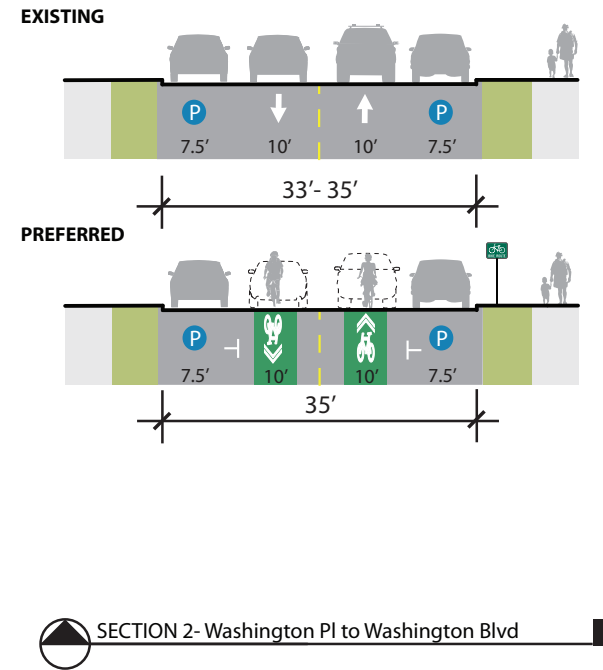 EXISTING
P P
7.5’ 10’ 10’ 7.5’
33’- 35’
PREFERRED
P P
7.5’ 10’ 10’ 7.5’
35’
SECTION 2- Washington Pl to Washington Blvd